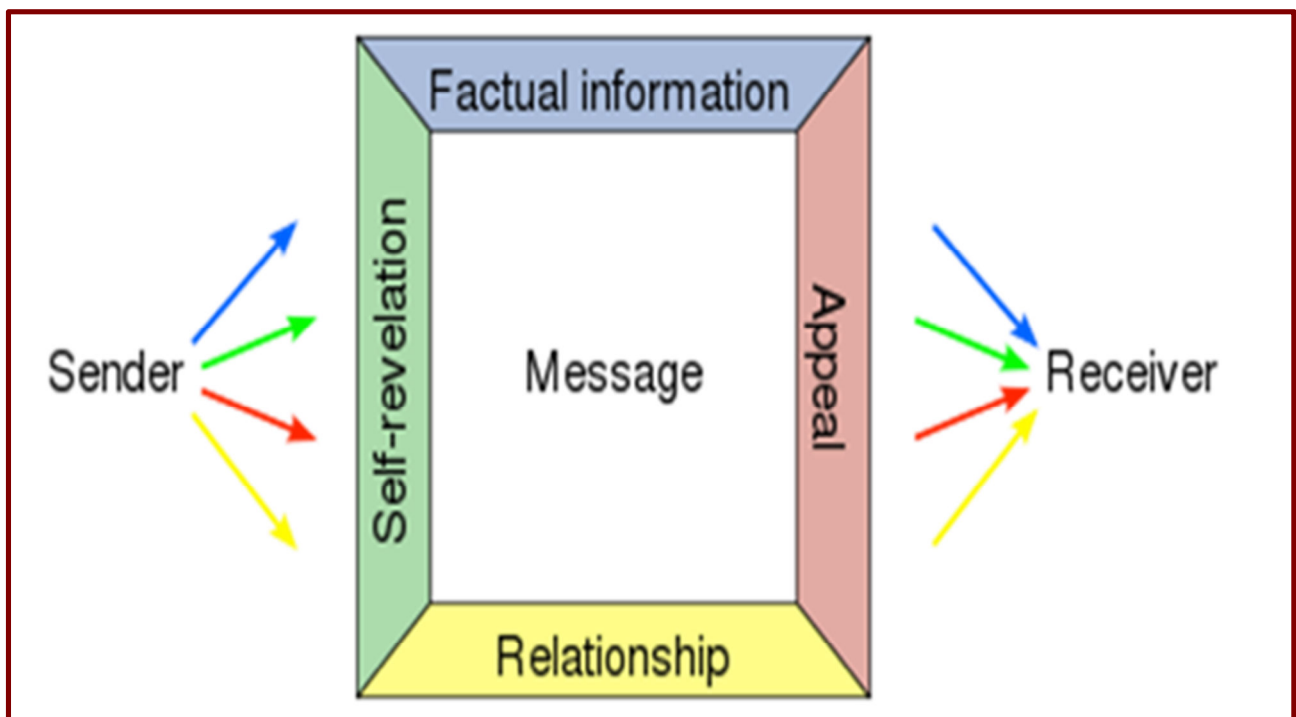 Factual information
Self-revelation
Appeal
Sender
Message
Receiver
Relationship